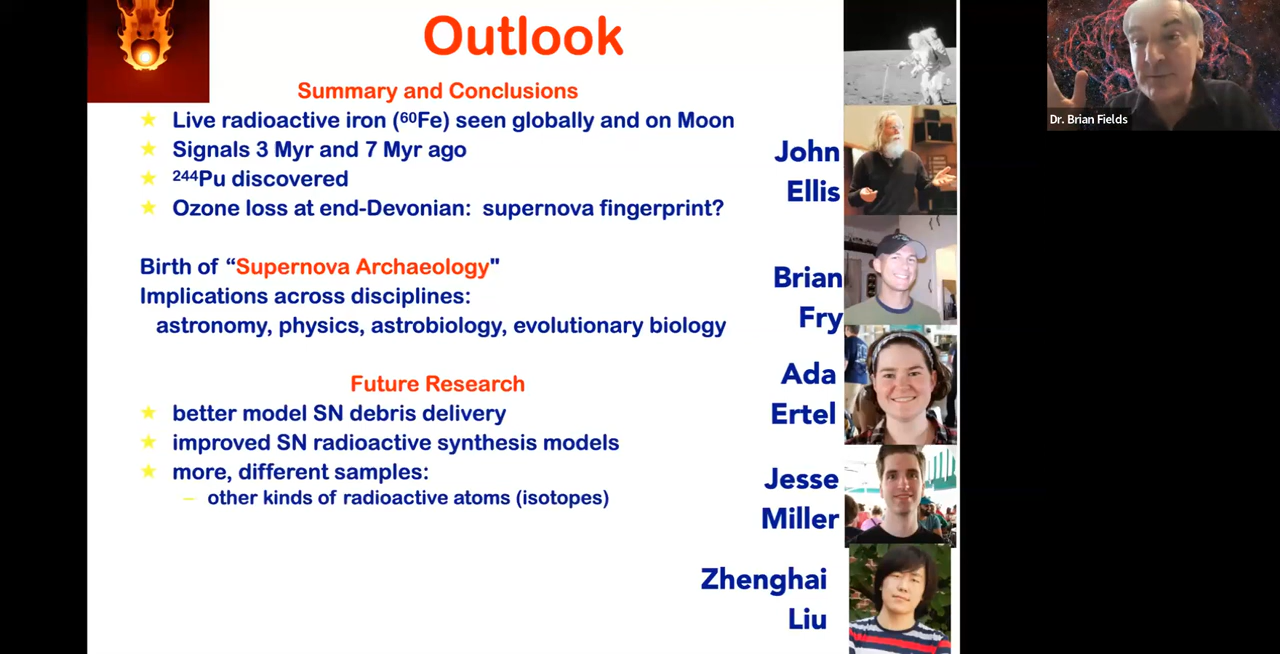 Outlook
Summary and Conclusions
★ Live radioactive iron (⁶⁰Fe) seen globally and on Moon
★ Signals 3 Myr and 7 Myr ago
★ ²⁴⁴Pu discovered
★ Ozone loss at end-Devonian: supernova fingerprint?
Birth of “Supernova Archaeology"
Implications across disciplines:
astronomy, physics, astrobiology, evolutionary biology
Future Research
★ better model SN debris delivery
★ improved SN radioactive synthesis models
★ more, different samples:
– other kinds of radioactive atoms (isotopes)
John
Ellis
Brian
Fry
Ada
Ertel
Jesse
Miller
Zhenghai
Liu
Dr. Brian Fields